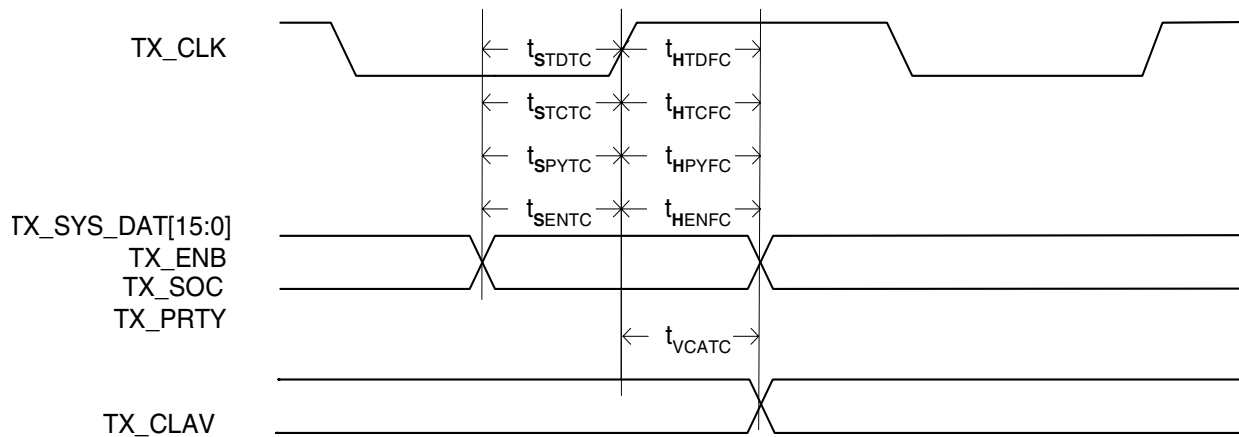 TX_CLK
tSTDTC tHTDFC
tSTCTC tHTCFC
tSPYTC tHPYFC
tSENTC tHENFC
TX_SYS_DAT[15:0]
TX_ENB
TX_SOC
TX_PRTY
tVCATC
TX_CLAV